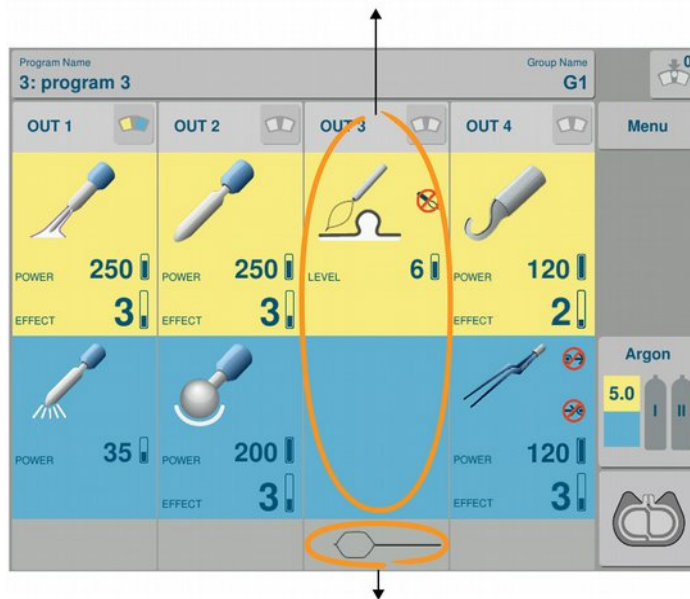 Program Name
3: program 3
Group Name
G1
0
OUT 1
OUT 2
OUT 3
OUT 4
Menu
POWER 250
EFFECT 3
POWER 250
EFFECT 3
LEVEL 6
POWER 120
EFFECT 2
POWER 35
POWER 200
EFFECT 3
POWER 120
EFFECT 3
Argon
5.0
I
II